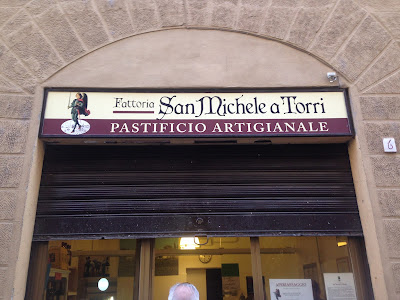 Fattoria San Michele a Torri
PASTIFICIO ARTIGIANALE
6